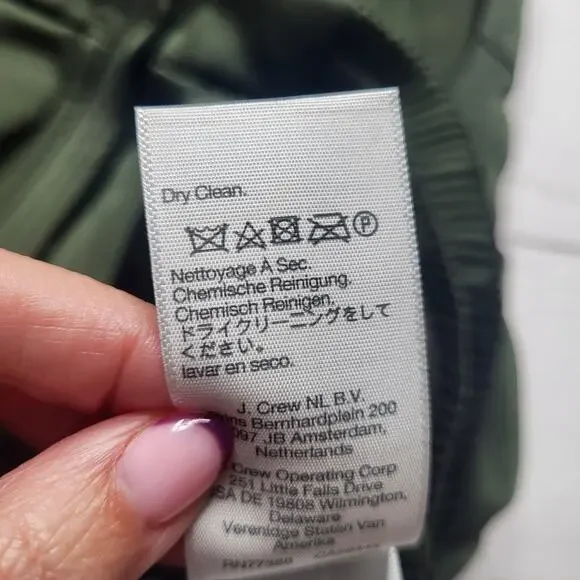 Dry Clean.
P
Nettoyage A Sec.
Chemische Reinigung.
Chemisch Reinigen.
ドライクリーニングをして
ください。
lavar en seco.
J. Crew NL B.V.
Bernhardplein 200
JB Amsterdam,
Netherlands
Crew Operating Corp
251 Little Falls Drive
DE 19808 Wilmington,
Delaware
Verenidge Staten Van
Amerika